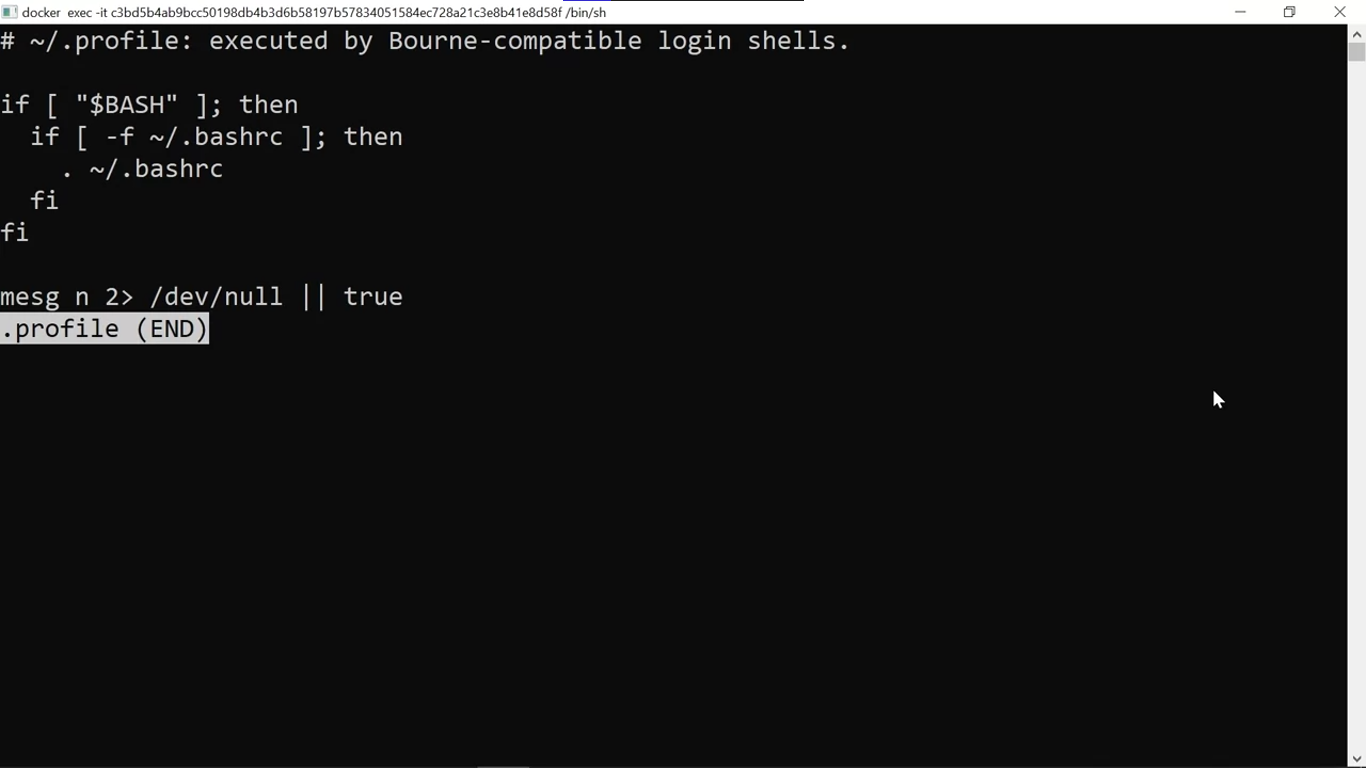 docker exec -it c3bd5b4ab9bcc50198db4b3d6b58197b57834051584ec728a21c3e8b41e8d58f /bin/sh
# ~/.profile: executed by Bourne-compatible login shells.
if [ "$BASH" ]; then
if [ -f ~/.bashrc ]; then
. ~/.bashrc
fi
fi
mesg n 2> /dev/null || true
.profile (END)